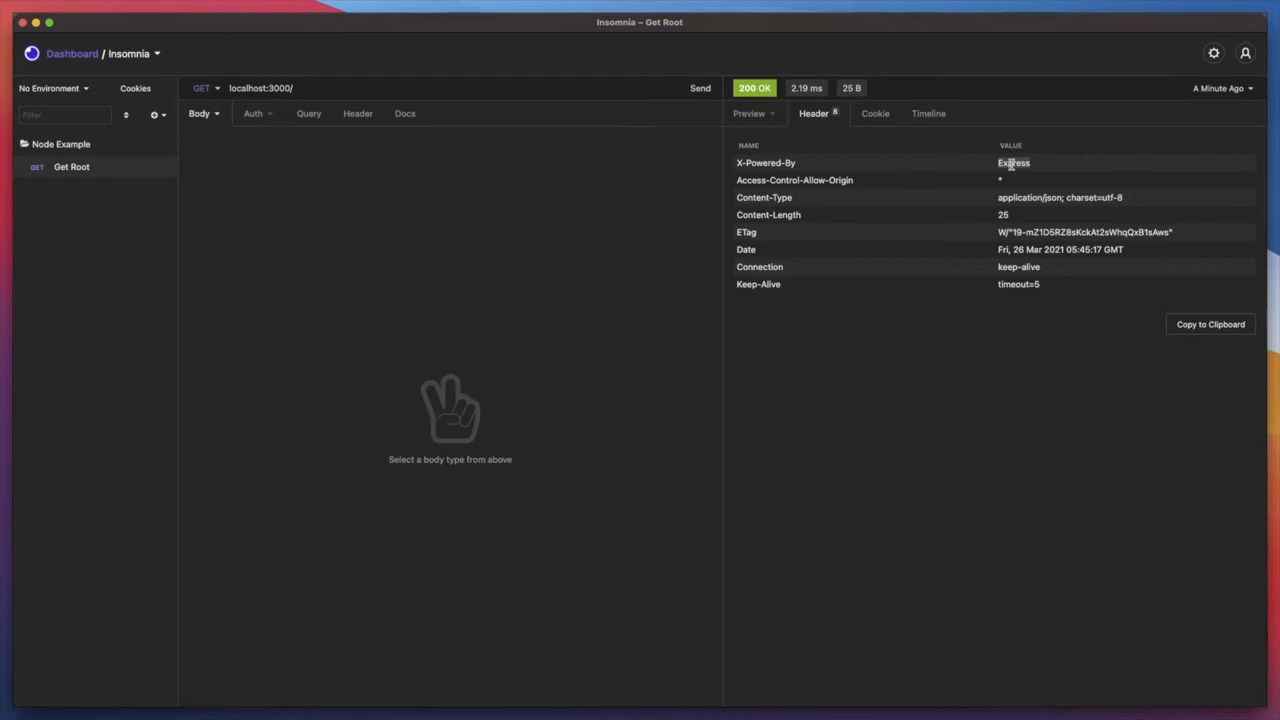 Insomnia – Get Root
Dashboard / Insomnia
No Environment Cookies
GET localhost:3000/ Send
200 OK 2.19 ms 25 B A Minute Ago
Filter
Body Auth Query Header Docs
Preview Header 8 Cookie Timeline
Node Example
GET Get Root
NAME VALUE
X-Powered-By Express
Access-Control-Allow-Origin *
Content-Type application/json; charset=utf-8
Content-Length 25
ETag W/"19-mZ1D5RZ8sKckAt2sWhqQxB1sAws"
Date Fri, 26 Mar 2021 05:45:17 GMT
Connection keep-alive
Keep-Alive timeout=5
Copy to Clipboard
Select a body type from above